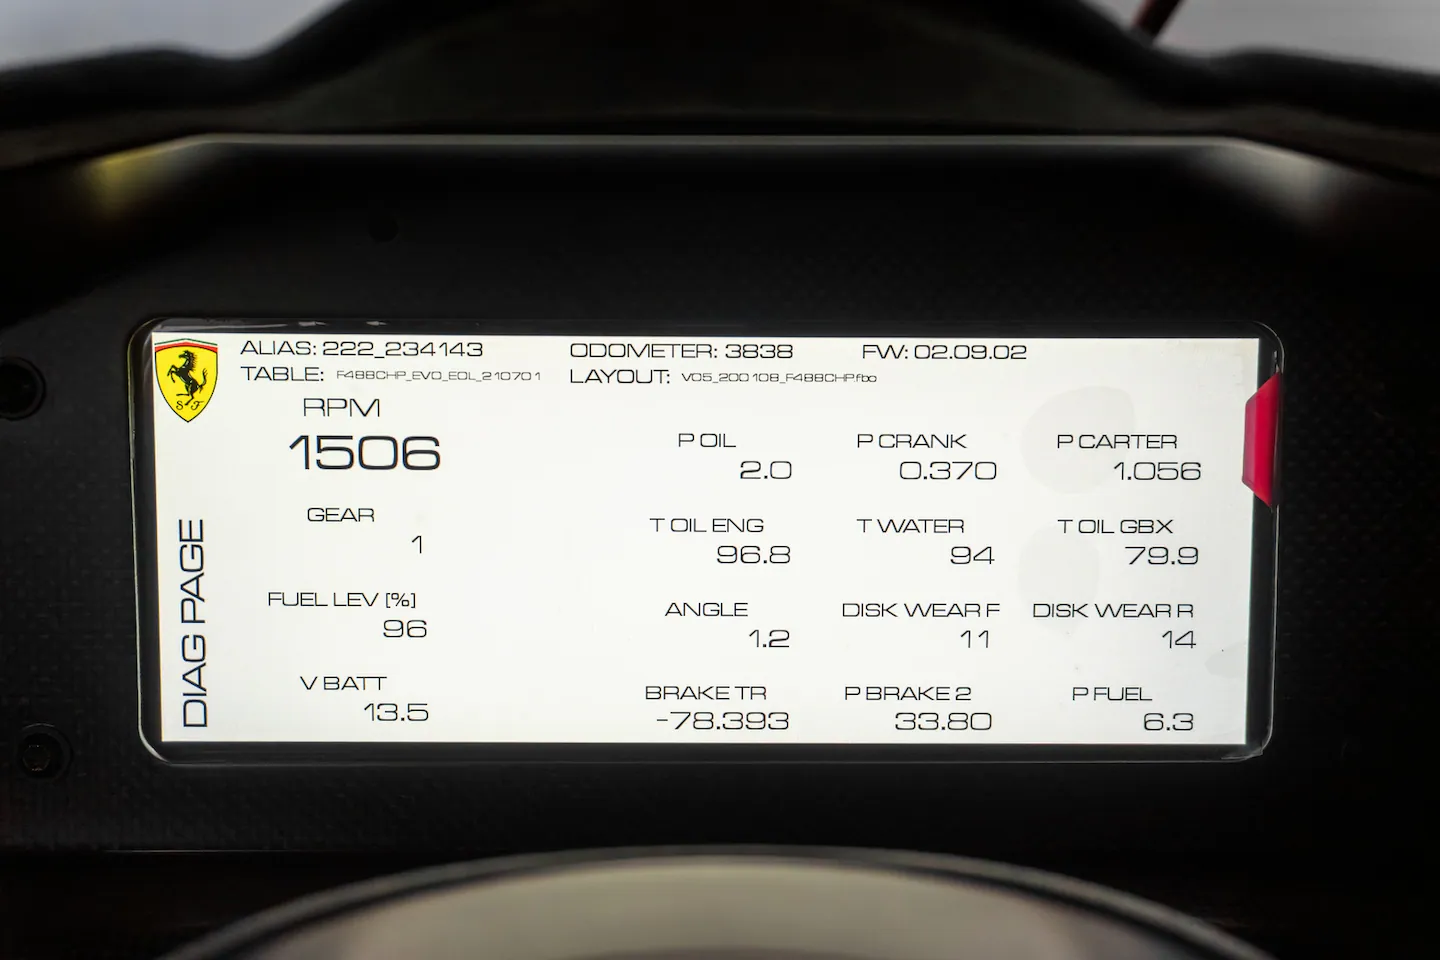 ALIAS: 222_234143 ODOMETER: 3838 FW: 02.09.02
TABLE: F488CHP_EVO_EOL_210701 LAYOUT: V05_200108_F488CHP.fbo
RPM
1506
P OIL P CRANK P CARTER
2.0 0.370 1.056
GEAR
1
T OIL ENG T WATER T OIL GBX
96.8 94 79.9
FUEL LEV [%]
96
ANGLE DISK WEAR F DISK WEAR R
1.2 11 14
V BATT
13.5
BRAKE TR P BRAKE 2 P FUEL
-78.393 33.80 6.3
DIAG PAGE
S F